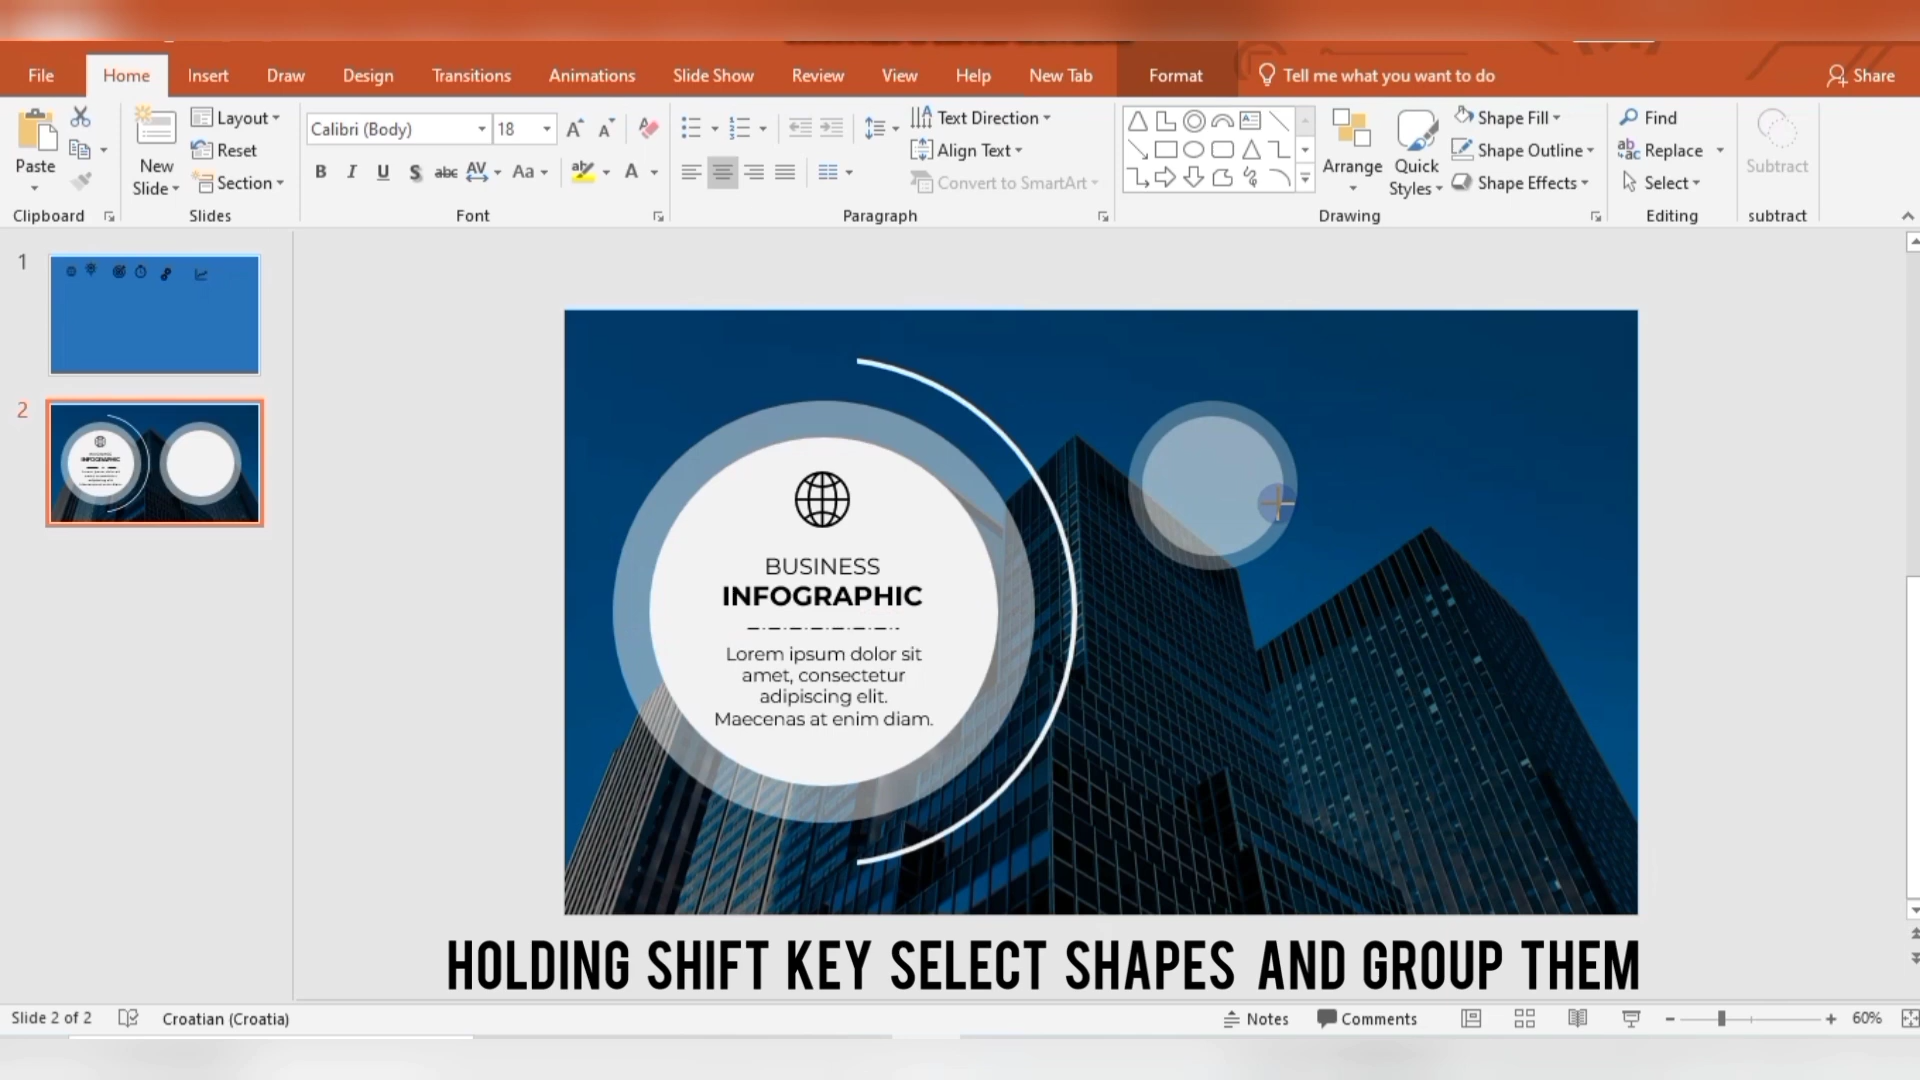 File Home Insert Draw Design Transitions Animations Slide Show Review View Help New Tab Format Tell me what you want to do Share
Paste
Clipboard
New
Slide
Layout
Reset
Section
Slides
Calibri (Body) 18
B I U S abc AV Aa A
Font
Text Direction
Align Text
Convert to SmartArt
Paragraph
Arrange
Quick
Styles
Shape Fill
Shape Outline
Shape Effects
Drawing
Find
Replace
Select
Editing
Subtract
subtract
1
2
BUSINESS
INFOGRAPHIC
Lorem ipsum dolor sit
amet, consectetur
adipiscing elit.
Maecenas at enim diam.
HOLDING SHIFT KEY SELECT SHAPES AND GROUP THEM
Slide 2 of 2 Croatian (Croatia) Notes Comments 60%